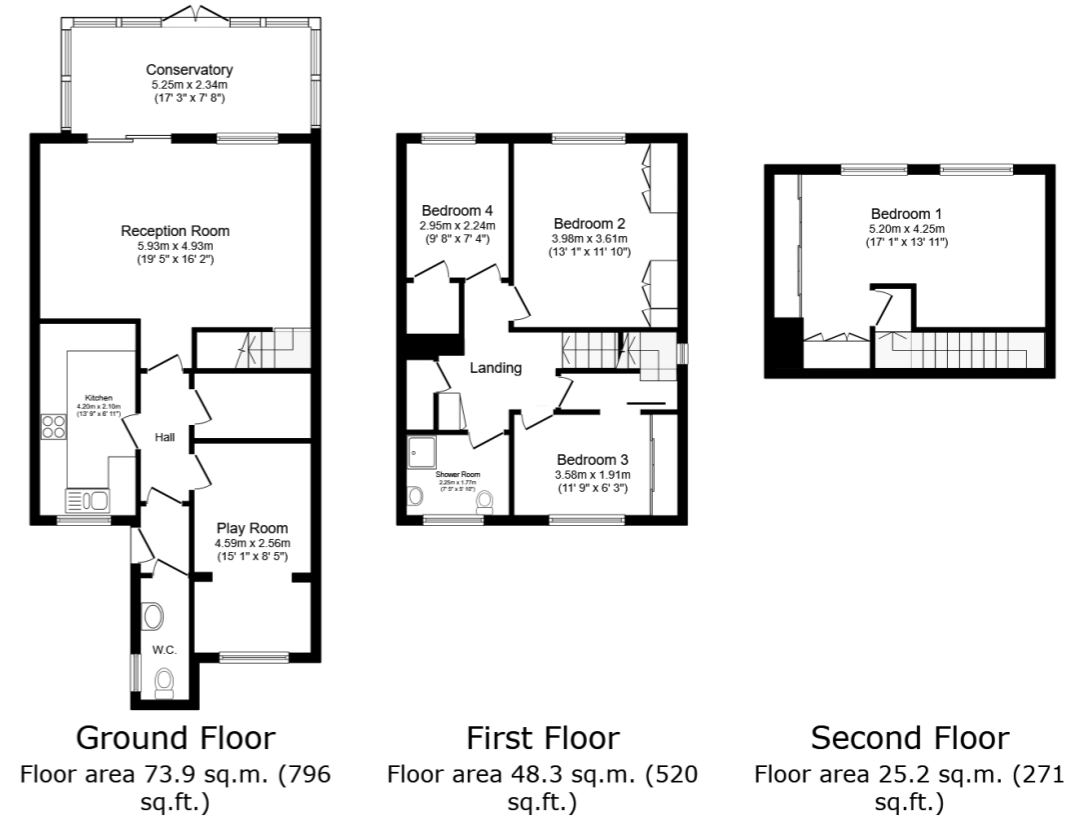 Conservatory
5.25m x 2.34m
(17' 3" x 7' 8")
Reception Room
5.93m x 4.93m
(19' 5" x 16' 2")
Kitchen
4.20m x 2.10m
(13' 9" x 6' 11")
Hall
Play Room
4.59m x 2.56m
(15' 1" x 8' 5")
W.C.
Ground Floor
Floor area 73.9 sq.m. (796
sq.ft.)
Bedroom 4
2.95m x 2.24m
(9' 8" x 7' 4")
Bedroom 2
3.98m x 3.61m
(13' 1" x 11' 10")
Landing
Bedroom 3
3.58m x 1.91m
(11' 9" x 6' 3")
Shower Room
2.25m x 1.77m
(7' 5" x 5' 10")
First Floor
Floor area 48.3 sq.m. (520
sq.ft.)
Bedroom 1
5.20m x 4.25m
(17' 1" x 13' 11")
Second Floor
Floor area 25.2 sq.m. (271
sq.ft.)